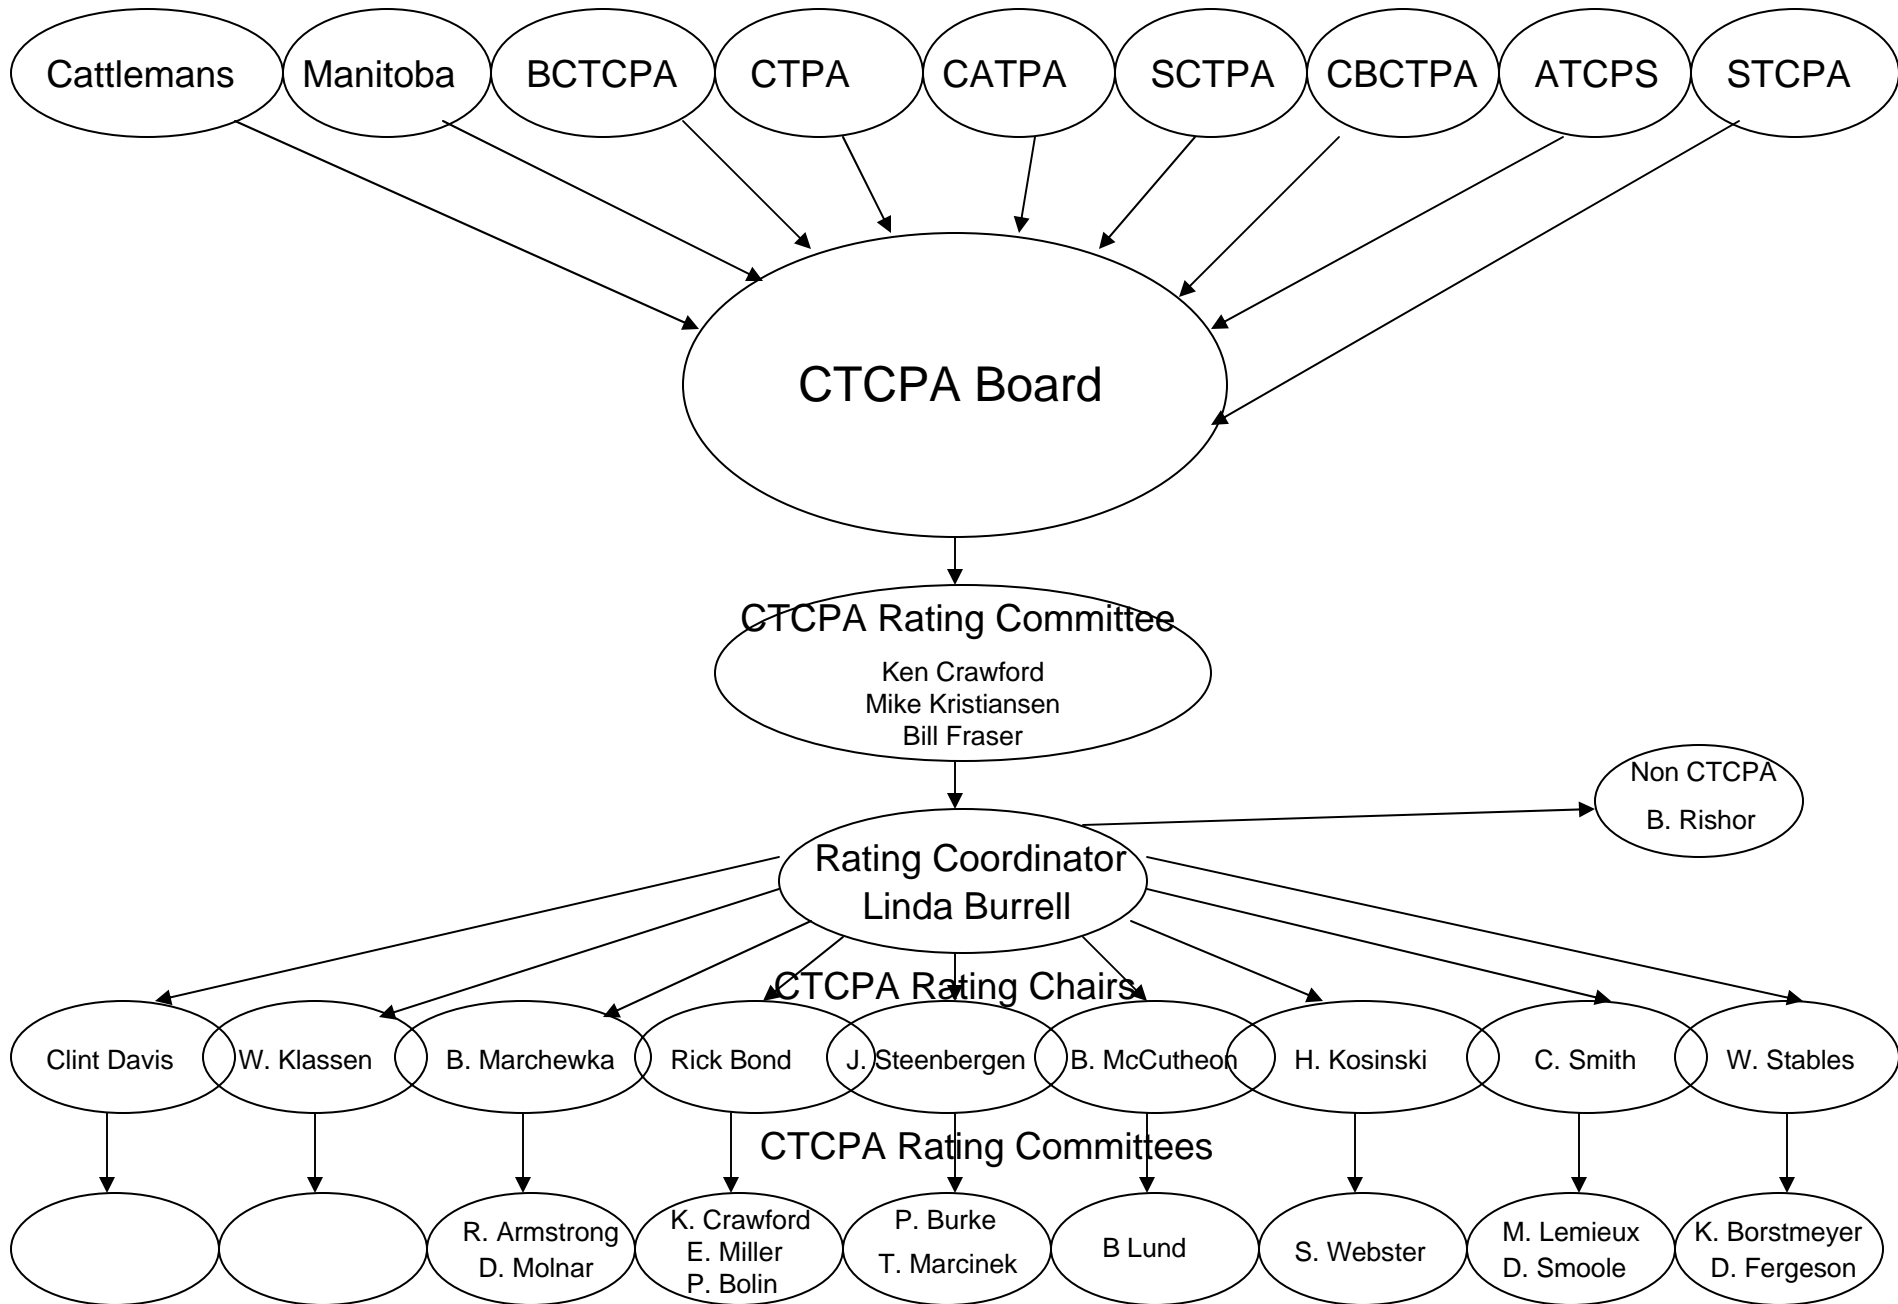 Cattlemans
Manitoba
BCTCPA
CTPA
CATPA
SCTPA
CBCTPA
ATCPS
STCPA
CTCPA Board
CTCPA Rating Committee
Ken Crawford
Mike Kristiansen
Bill Fraser
Non CTCPA
B. Rishor
Rating Coordinator
Linda Burrell
CTCPA Rating Chairs
Clint Davis
W. Klassen
B. Marchewka
Rick Bond
J. Steenbergen
B. McCutheon
H. Kosinski
C. Smith
W. Stables
CTCPA Rating Committees
R. Armstrong
D. Molnar
K. Crawford
E. Miller
P. Bolin
P. Burke
T. Marcinek
B Lund
S. Webster
M. Lemieux
D. Smoole
K. Borstmeyer
D. Fergeson